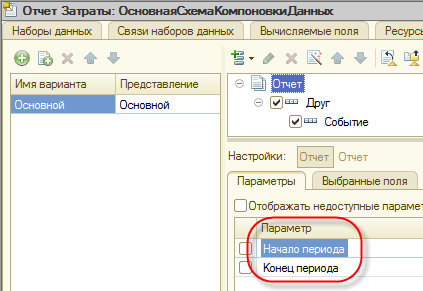 Отчет Затраты: ОсновнаяСхемаКомпоновкиДанных
Наборы данных Связи наборов данных Вычисляемые поля Ресурсы
Имя варианта Представление
Основной Основной
Отчет
Друг
Событие
Настройки: Отчет Отчет
Параметры Выбранные поля
Отображать недоступные парамет
Параметр
Начало периода
Конец периода